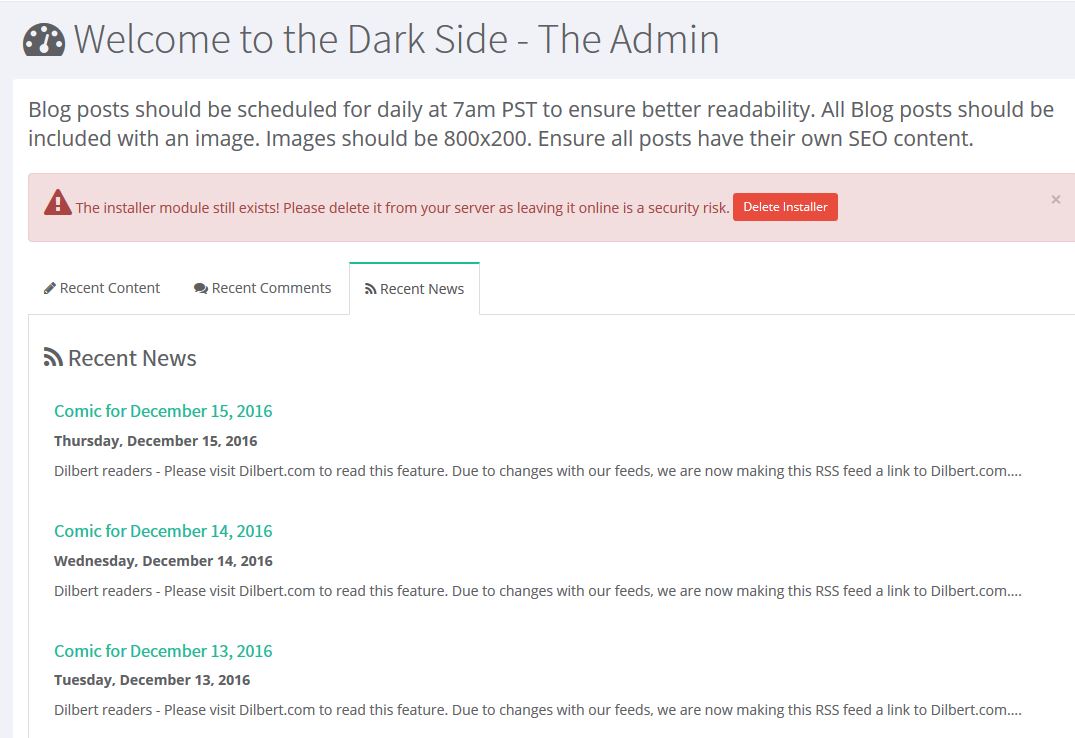 Welcome to the Dark Side - The Admin
Blog posts should be scheduled for daily at 7am PST to ensure better readability. All Blog posts should be
included with an image. Images should be 800x200. Ensure all posts have their own SEO content.
The installer module still exists! Please delete it from your server as leaving it online is a security risk. Delete Installer ×
Recent Content Recent Comments Recent News
Recent News
Comic for December 15, 2016
Thursday, December 15, 2016
Dilbert readers - Please visit Dilbert.com to read this feature. Due to changes with our feeds, we are now making this RSS feed a link to Dilbert.com....
Comic for December 14, 2016
Wednesday, December 14, 2016
Dilbert readers - Please visit Dilbert.com to read this feature. Due to changes with our feeds, we are now making this RSS feed a link to Dilbert.com....
Comic for December 13, 2016
Tuesday, December 13, 2016
Dilbert readers - Please visit Dilbert.com to read this feature. Due to changes with our feeds, we are now making this RSS feed a link to Dilbert.com....